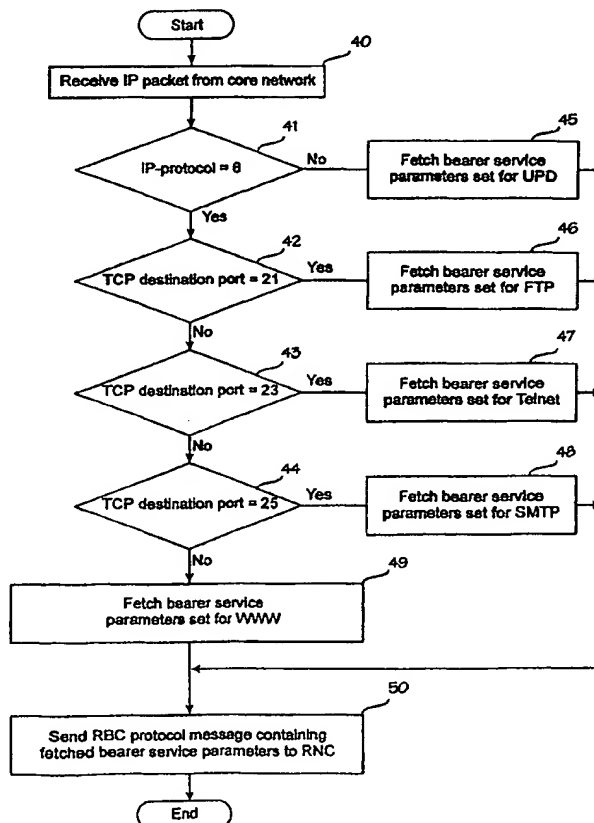 Start
40
Receive IP packet from core network
41
IP-protocol = 6
No
45
Fetch bearer service
parameters set for UPD
Yes
42
TCP destination port = 21
Yes
46
Fetch bearer service
parameters set for FTP
No
43
TCP destination port = 23
Yes
47
Fetch bearer service
parameters set for Telnet
No
44
TCP destination port = 25
Yes
48
Fetch bearer service
parameters set for SMTP
No
49
Fetch bearer service
parameters set for WWW
50
Send RBC protocol message containing
fetched bearer service parameters to RNC
End